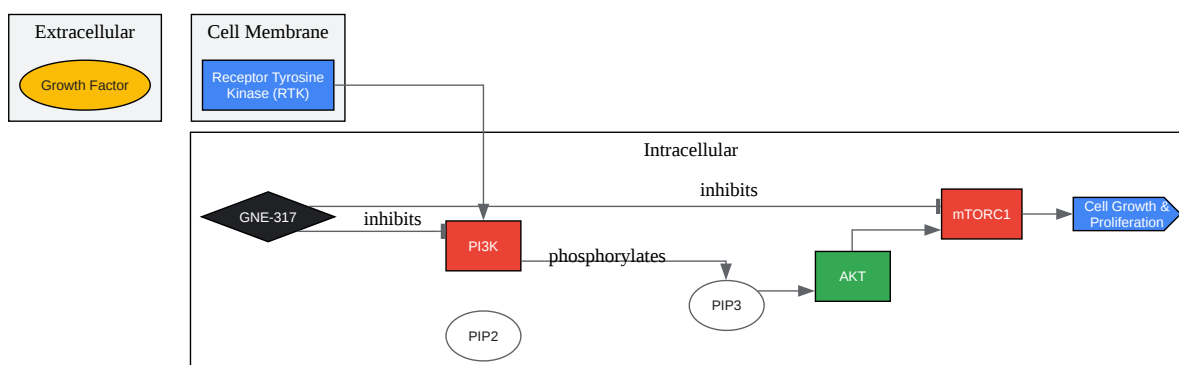 Extracellular
Growth Factor
Cell Membrane
Receptor Tyrosine
Kinase (RTK)
Intracellular
GNE-317
inhibits
inhibits
PI3K
phosphorylates
PIP2
PIP3
AKT
mTORC1
Cell Growth &
Proliferation